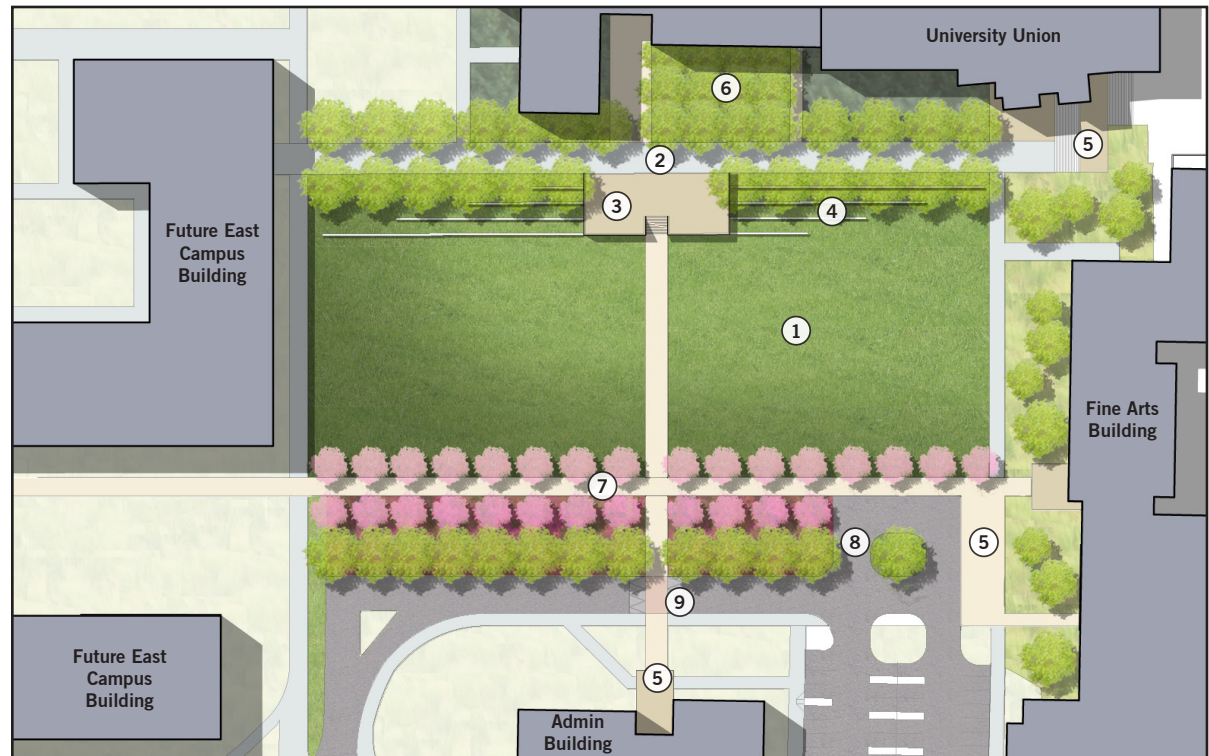 University Union
6
5
2
3
4
Future East
Campus
Building
1
Fine Arts
Building
7
8
5
9
Future East
Campus
Building
5
Admin
Building